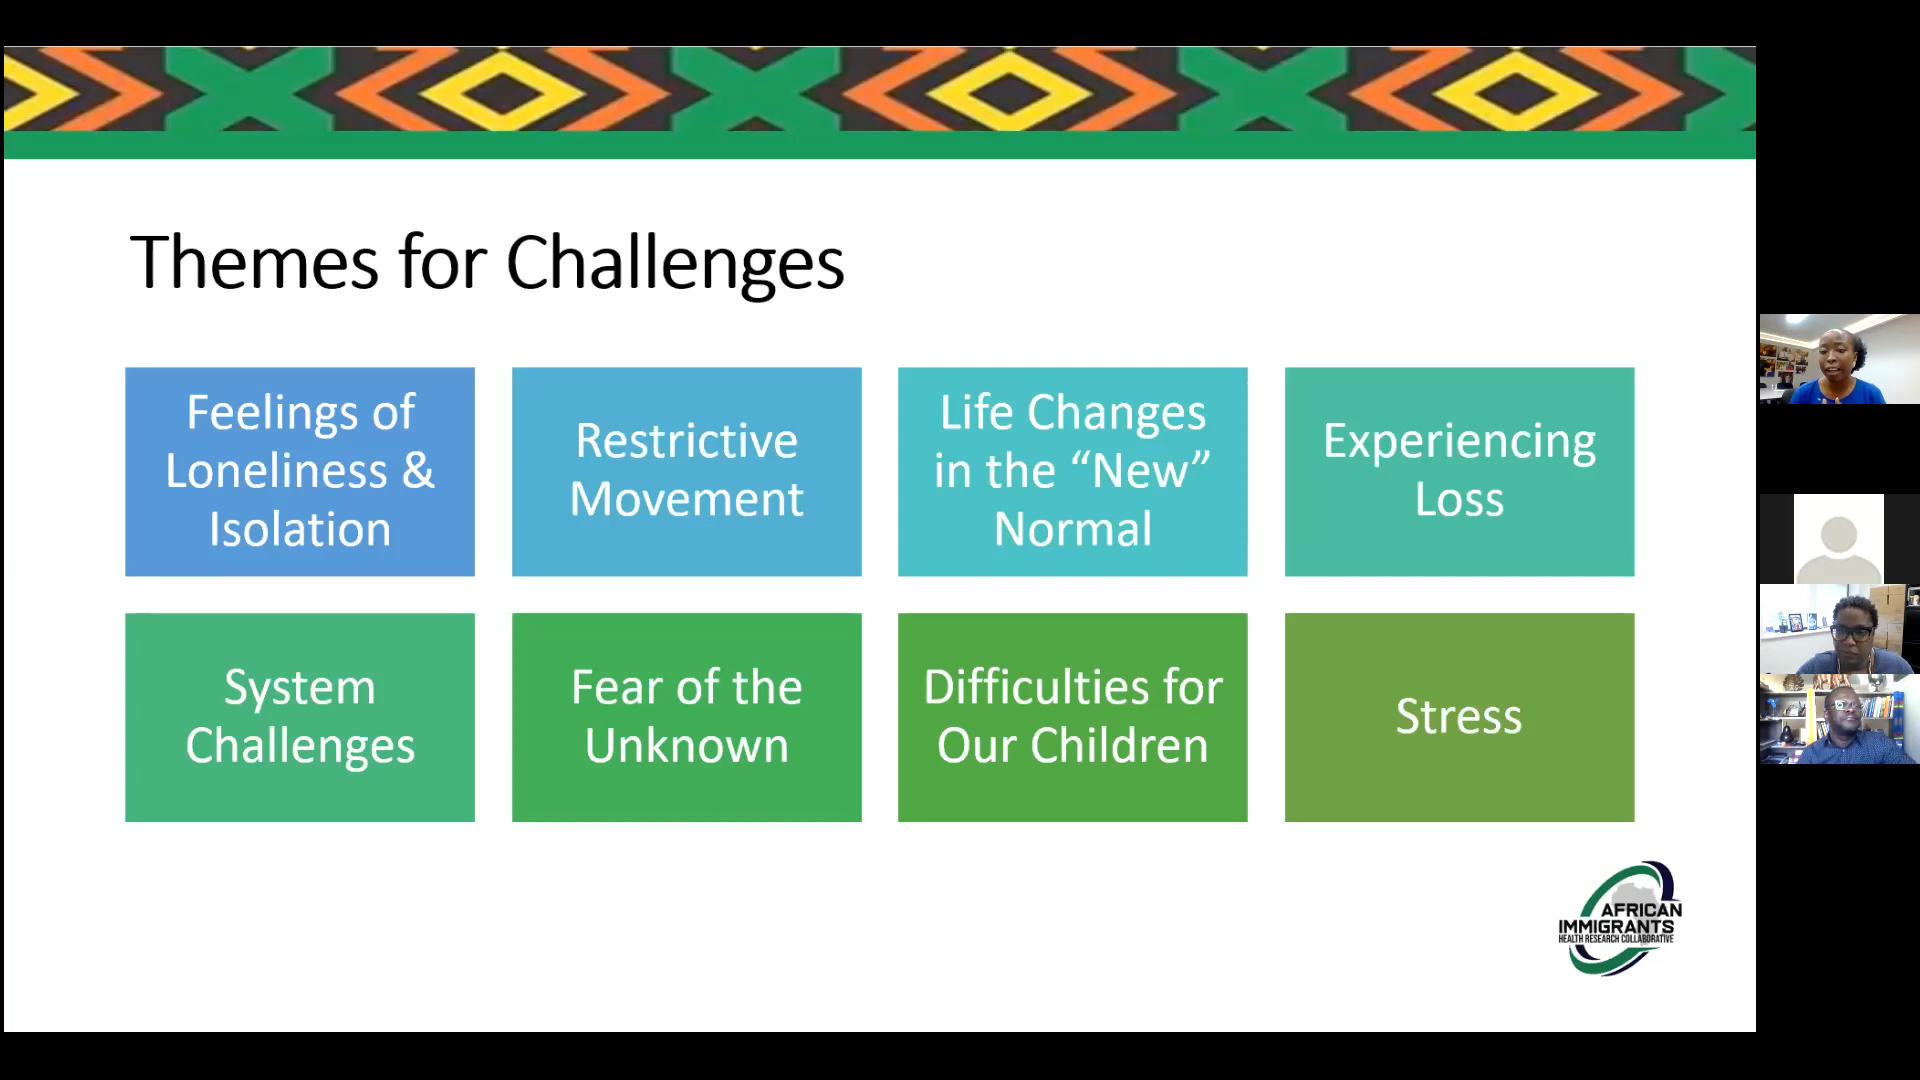 Themes for Challenges
Feelings of
Loneliness &
Isolation
Restrictive
Movement
Life Changes
in the “New”
Normal
Experiencing
Loss
System
Challenges
Fear of the
Unknown
Difficulties for
Our Children
Stress
AFRICAN
IMMIGRANTS
HEALTH RESEARCH COLLABORATIVE